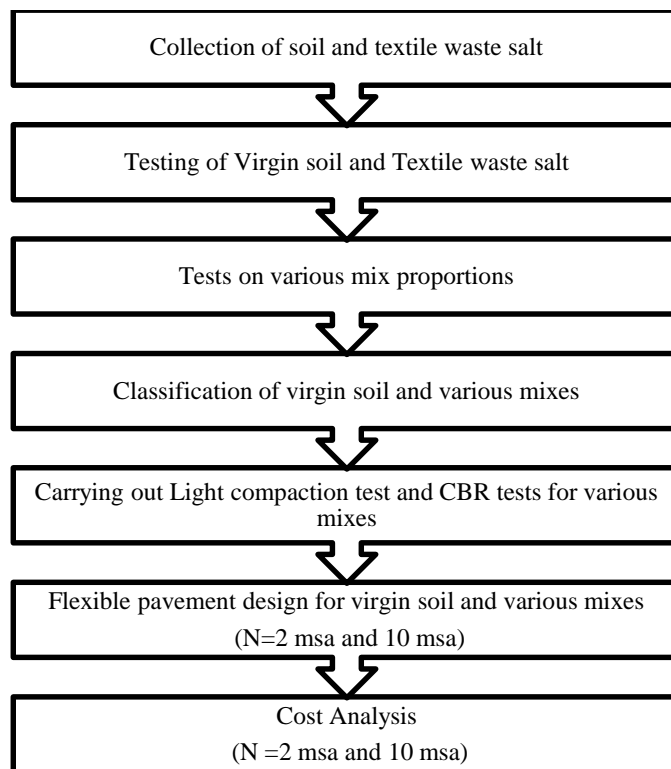 Collection of soil and textile waste salt
Testing of Virgin soil and Textile waste salt
Tests on various mix proportions
Classification of virgin soil and various mixes
Carrying out Light compaction test and CBR tests for various
mixes
Flexible pavement design for virgin soil and various mixes
(N=2 msa and 10 msa)
Cost Analysis
(N =2 msa and 10 msa)